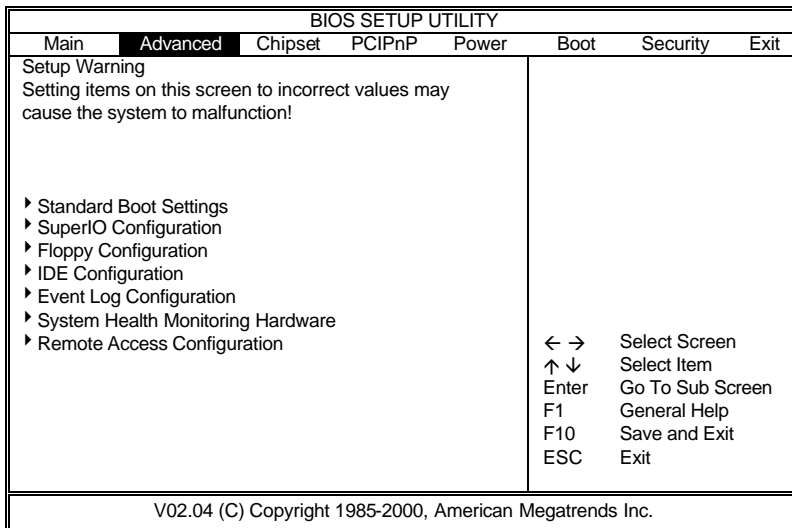 BIOS SETUP UTILITY
Main Advanced Chipset PCIPnP Power Boot Security Exit
Setup Warning
Setting items on this screen to incorrect values may
cause the system to malfunction!
Standard Boot Settings
SuperIO Configuration
Floppy Configuration
IDE Configuration
Event Log Configuration
System Health Monitoring Hardware
Remote Access Configuration
← → Select Screen
↑ ↓ Select Item
Enter Go To Sub Screen
F1 General Help
F10 Save and Exit
ESC Exit
V02.04 (C) Copyright 1985-2000, American Megatrends Inc.